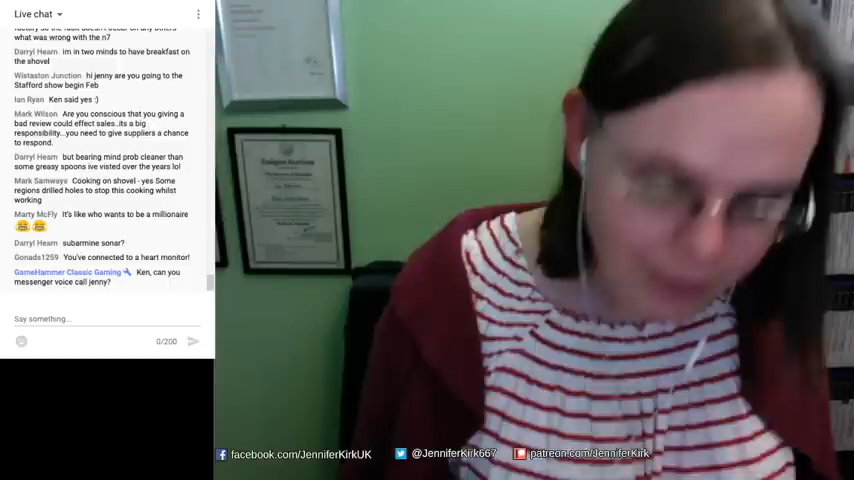 Live chat
factory so the fault doesn't occur on any others
what was wrong with the n7
Darryl Hearn im in two minds to have breakfast on
the shovel
Wistaston Junction hi jenny are you going to the
Stafford show begin Feb
Ian Ryan Ken said yes :)
Mark Wilson Are you conscious that you giving a
bad review could effect sales..its a big
responsibility...you need to give suppliers a chance
to respond.
Darryl Hearn but bearing mind prob cleaner than
some greasy spoons ive visted over the years lol
Mark Samways Cooking on shovel - yes Some
regions drilled holes to stop this cooking whilst
working
Marty McFly It's like who wants to be a millionaire
😂😂
Darryl Hearn subarmine sonar?
Gonads1259 You've connected to a heart monitor!
GameHammer Classic Gaming Ken, can you
messenger voice call jenny?
Say something...
0/200
facebook.com/JenniferKirkUK
@JenniferKirk667
patreon.com/JenniferKirk